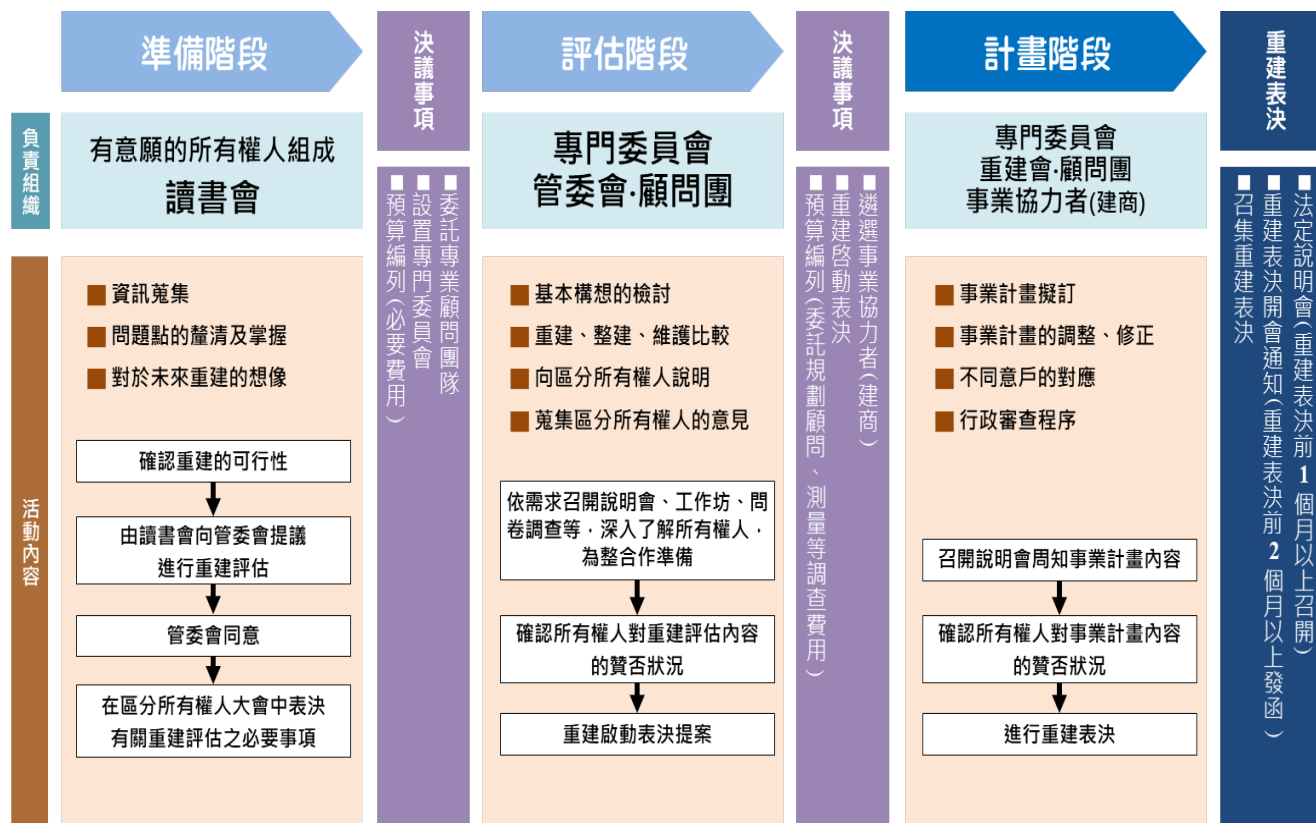 準備階段
決議事項
評估階段
決議事項
計畫階段
重建表決
負責組織
有意願的所有權人組成
讀書會
專門委員會
管委會·顧問團
專門委員會
重建會·顧問團
事業協力者(建商)
活動內容
■ 資訊蒐集
■ 問題點的釐清及掌握
■ 對於未來重建的想像
確認重建的可行性
由讀書會向管委會提議
進行重建評估
管委會同意
在區分所有權人大會中表決
有關重建評估之必要事項
■委託專業顧問團隊
■設置專門委員會
■預算編列(必要費用)
■ 基本構想的檢討
■ 重建、整建、維護比較
■ 向區分所有權人說明
■ 蒐集區分所有權人的意見
依需求召開說明會、工作坊、問
卷調查等，深入了解所有權人，
為整合作準備
確認所有權人對重建評估內容
的贊否狀況
重建啟動表決提案
■遴選事業協力者(建商)
■重建啓動表決
■預算編列(委託規劃顧問、測量等調查費用)
■ 事業計畫擬訂
■ 事業計畫的調整、修正
■ 不同意戶的對應
■ 行政審查程序
召開說明會周知事業計畫內容
確認所有權人對事業計畫內容
的贊否狀況
進行重建表決
■法定說明會(重建表決前1個月以上召開)
■重建表決開會通知(重建表決前2個月以上發函)
■召集重建表決